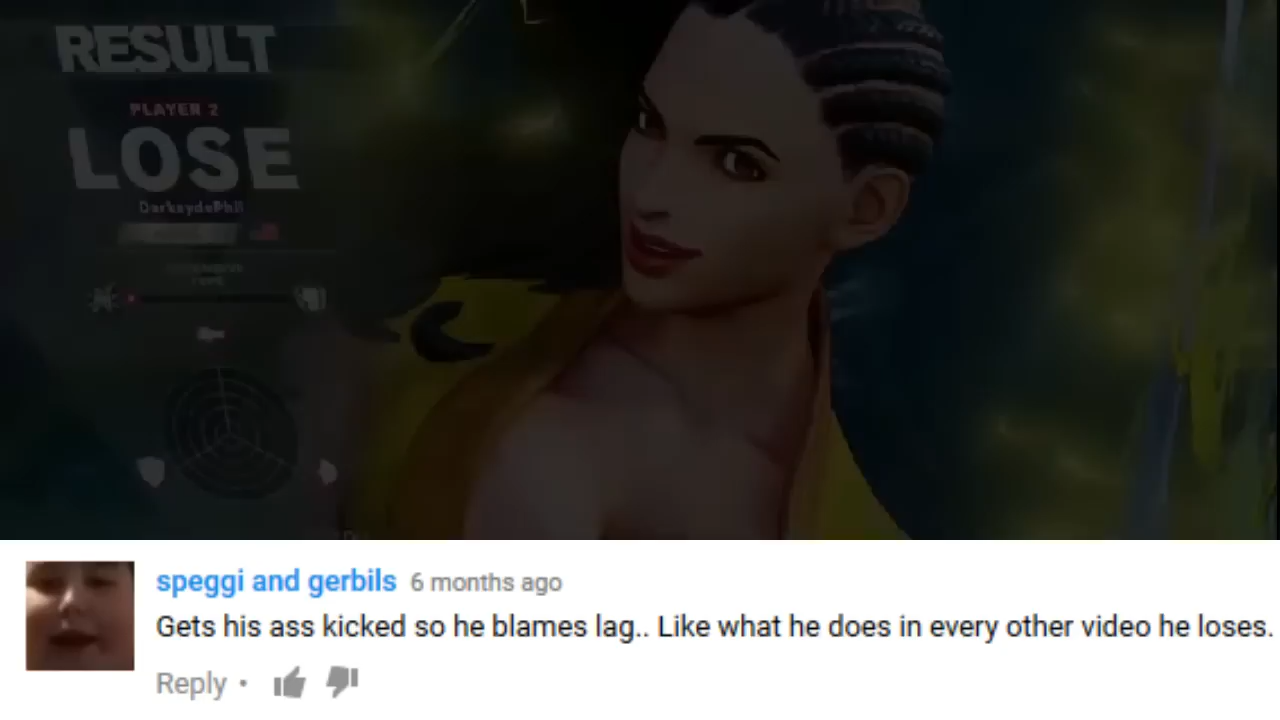 RESULT
PLAYER 2
LOSE
DarksydePhil
speggi and gerbils 6 months ago
Gets his ass kicked so he blames lag.. Like what he does in every other video he loses.
Reply •